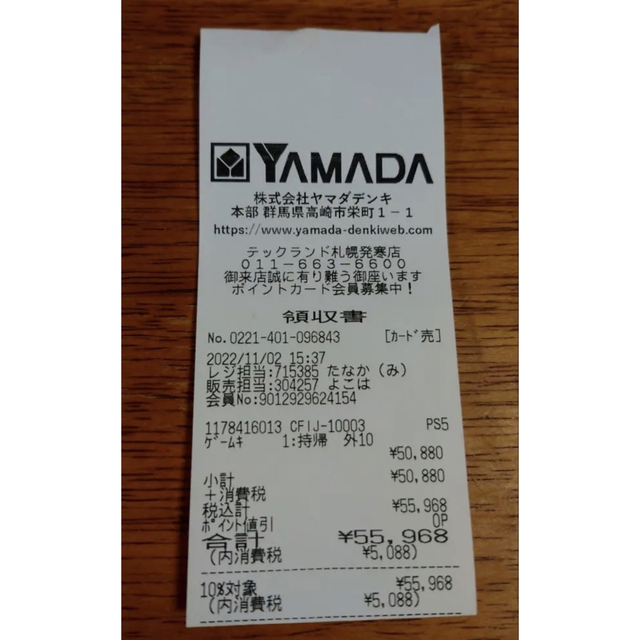 YAMADA
株式会社ヤマダデンキ
本部 群馬県高崎市栄町1-1
https://www.yamada-denkiweb.com
テックランド札幌発寒店
011-663-6600
御来店誠に有り難う御座います
ポイントカード会員募集中!
領収書
No.0221-401-096843 [カード売]
2022/11/02 15:37
レジ担当:715385 たなか(み)
販売担当:304257 よこは
会員No:9012929624154
1178416013 CFIJ-10003 PS5
ゲームキ 1:持帰 外10
¥50,880
小計 ¥50,880
+消費税
税込計 ¥55,968
ポイント値引 0P
合計 ¥55,968
(内消費税 ¥5,088)
10%対象 ¥55,968
(内消費税 ¥5,088)